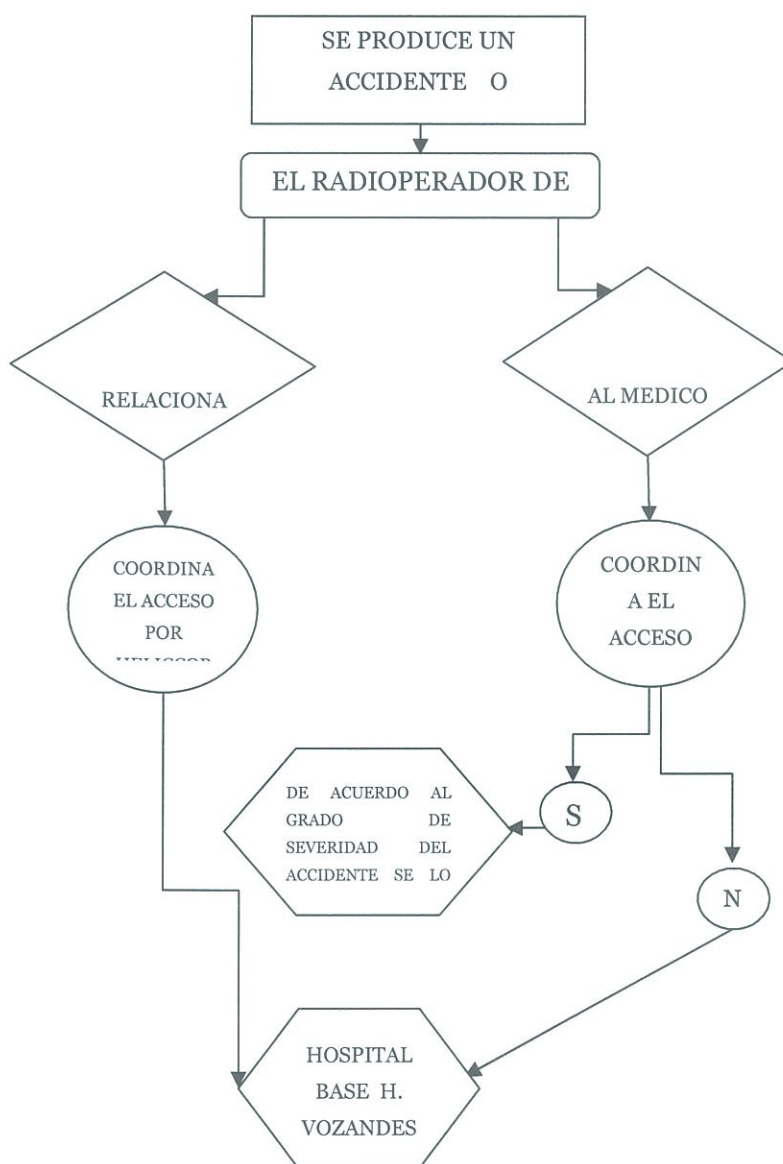 SE PRODUCE UN
ACCIDENTE O
EL RADIOPERADOR DE
RELACIONA
AL MEDICO
COORDINA
EL ACCESO
POR
COORDIN
A EL
ACCESO
DE ACUERDO AL
GRADO DE
SEVERIDAD DEL
ACCIDENTE SE LO
S
N
HOSPITAL
BASE H.
VOZANDES